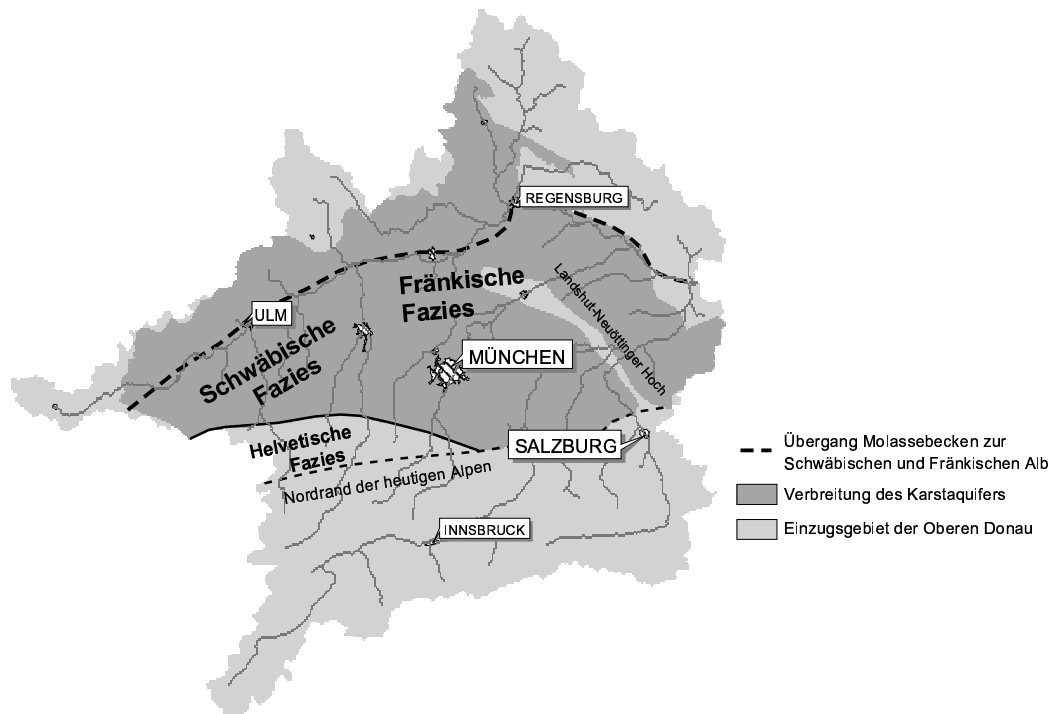 REGENSBURG
Fränkische
Fazies
Landshut-Neuöttinger Hoch
ULM
Schwäbische
Fazies
MÜNCHEN
Helvetische
Fazies
SALZBURG
Nordrand der heutigen Alpen
INNSBRUCK
Übergang Molassebecken zur
Schwäbischen und Fränkischen Alb
Verbreitung des Karstaquifers
Einzugsgebiet der Oberen Donau